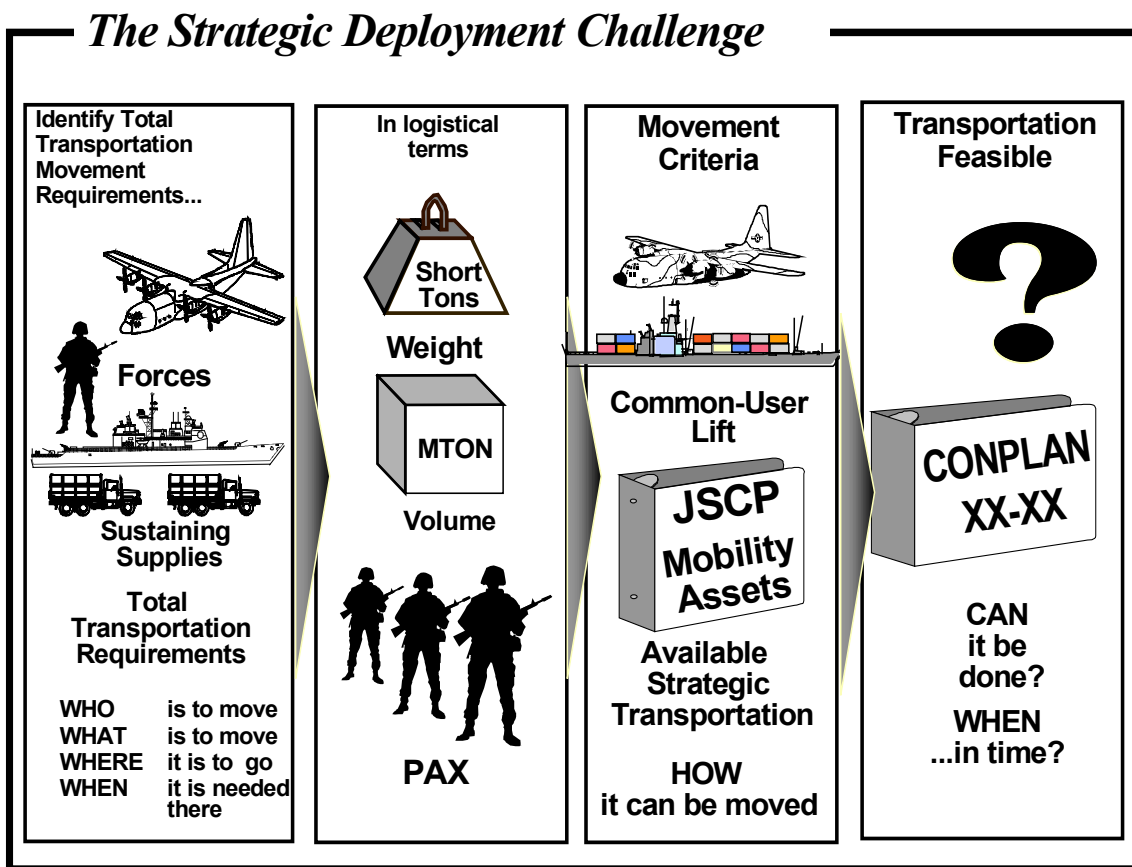 The Strategic Deployment Challenge
Identify Total
Transportation
Movement
Requirements...
Forces
Sustaining
Supplies
Total
Transportation
Requirements
WHO is to move
WHAT is to move
WHERE it is to go
WHEN it is needed
there
In logistical
terms
Short
Tons
Weight
MTON
Volume
PAX
Movement
Criteria
Common-User
Lift
JSCP
Mobility
Assets
Available
Strategic
Transportation
HOW
it can be moved
Transportation
Feasible
?
CONPLAN
XX-XX
CAN
it be
done?
WHEN
...in time?